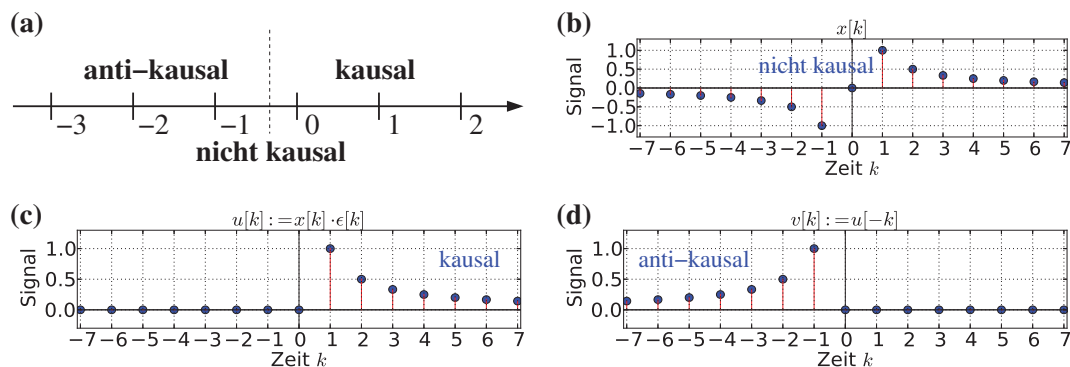 (a)
anti−kausal kausal
−3 −2 −1 0 1 2
nicht kausal
(b)
x[k]
nicht kausal
Signal
1.0
0.5
0.0
−0.5
−1.0
−7 −6 −5 −4 −3 −2 −1 0 1 2 3 4 5 6 7
Zeit k
(c)
u[k] := x[k] · ϵ[k]
kausal
Signal
1.0
0.5
0.0
−7 −6 −5 −4 −3 −2 −1 0 1 2 3 4 5 6 7
Zeit k
(d)
v[k] := u[−k]
anti−kausal
Signal
1.0
0.5
0.0
−7 −6 −5 −4 −3 −2 −1 0 1 2 3 4 5 6 7
Zeit k